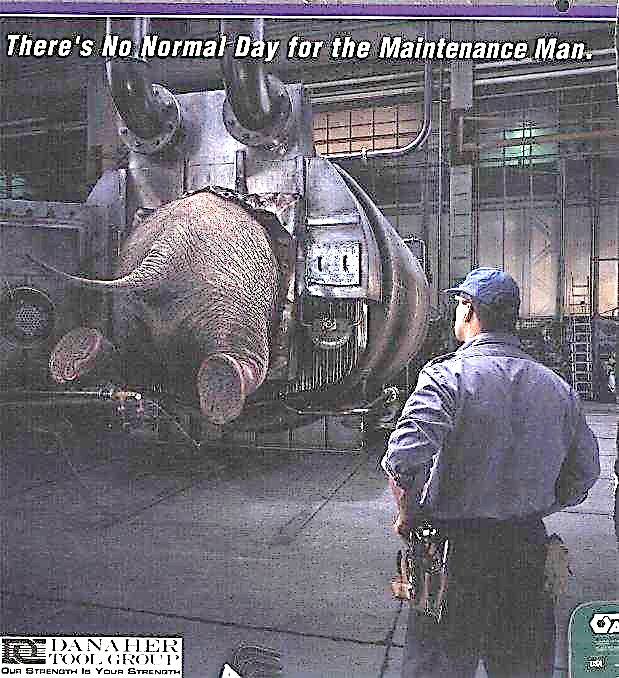 There's No Normal Day for the Maintenance Man.
DANAHER
TOOL GROUP
OUR STRENGTH IS YOUR STRENGTH